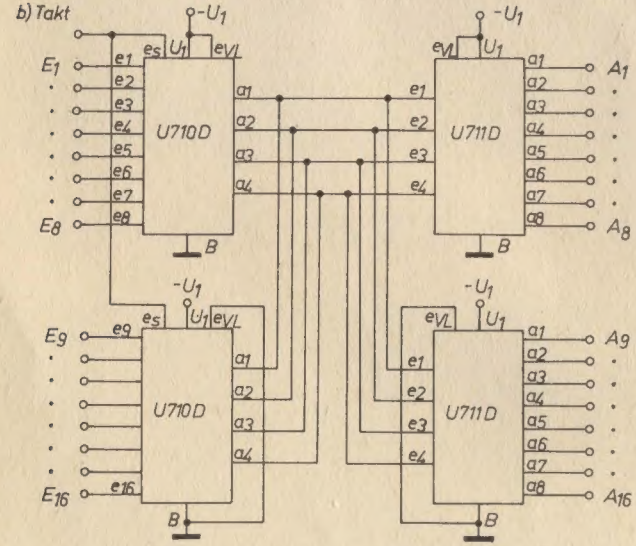 b) Takt
-U1 -U1
es U1 eVL eVL U1
E1 e1 a1 A1
e2 a1 e1 a2
e3 a3
e4 U710D a2 e2 U711D a4
e5 a3 e3 a5
e6 a6
e7 a4 e4 a7
E8 e8 a8 A8
B B
-U1 -U1
es U1 eVL eVL U1
E9 e9 a1 A9
a1 e1 a2
a3
U710D a2 e2 U711D a4
a3 e3 a5
a4 e4 a6
a7
E16 e16 a8 A16
B B